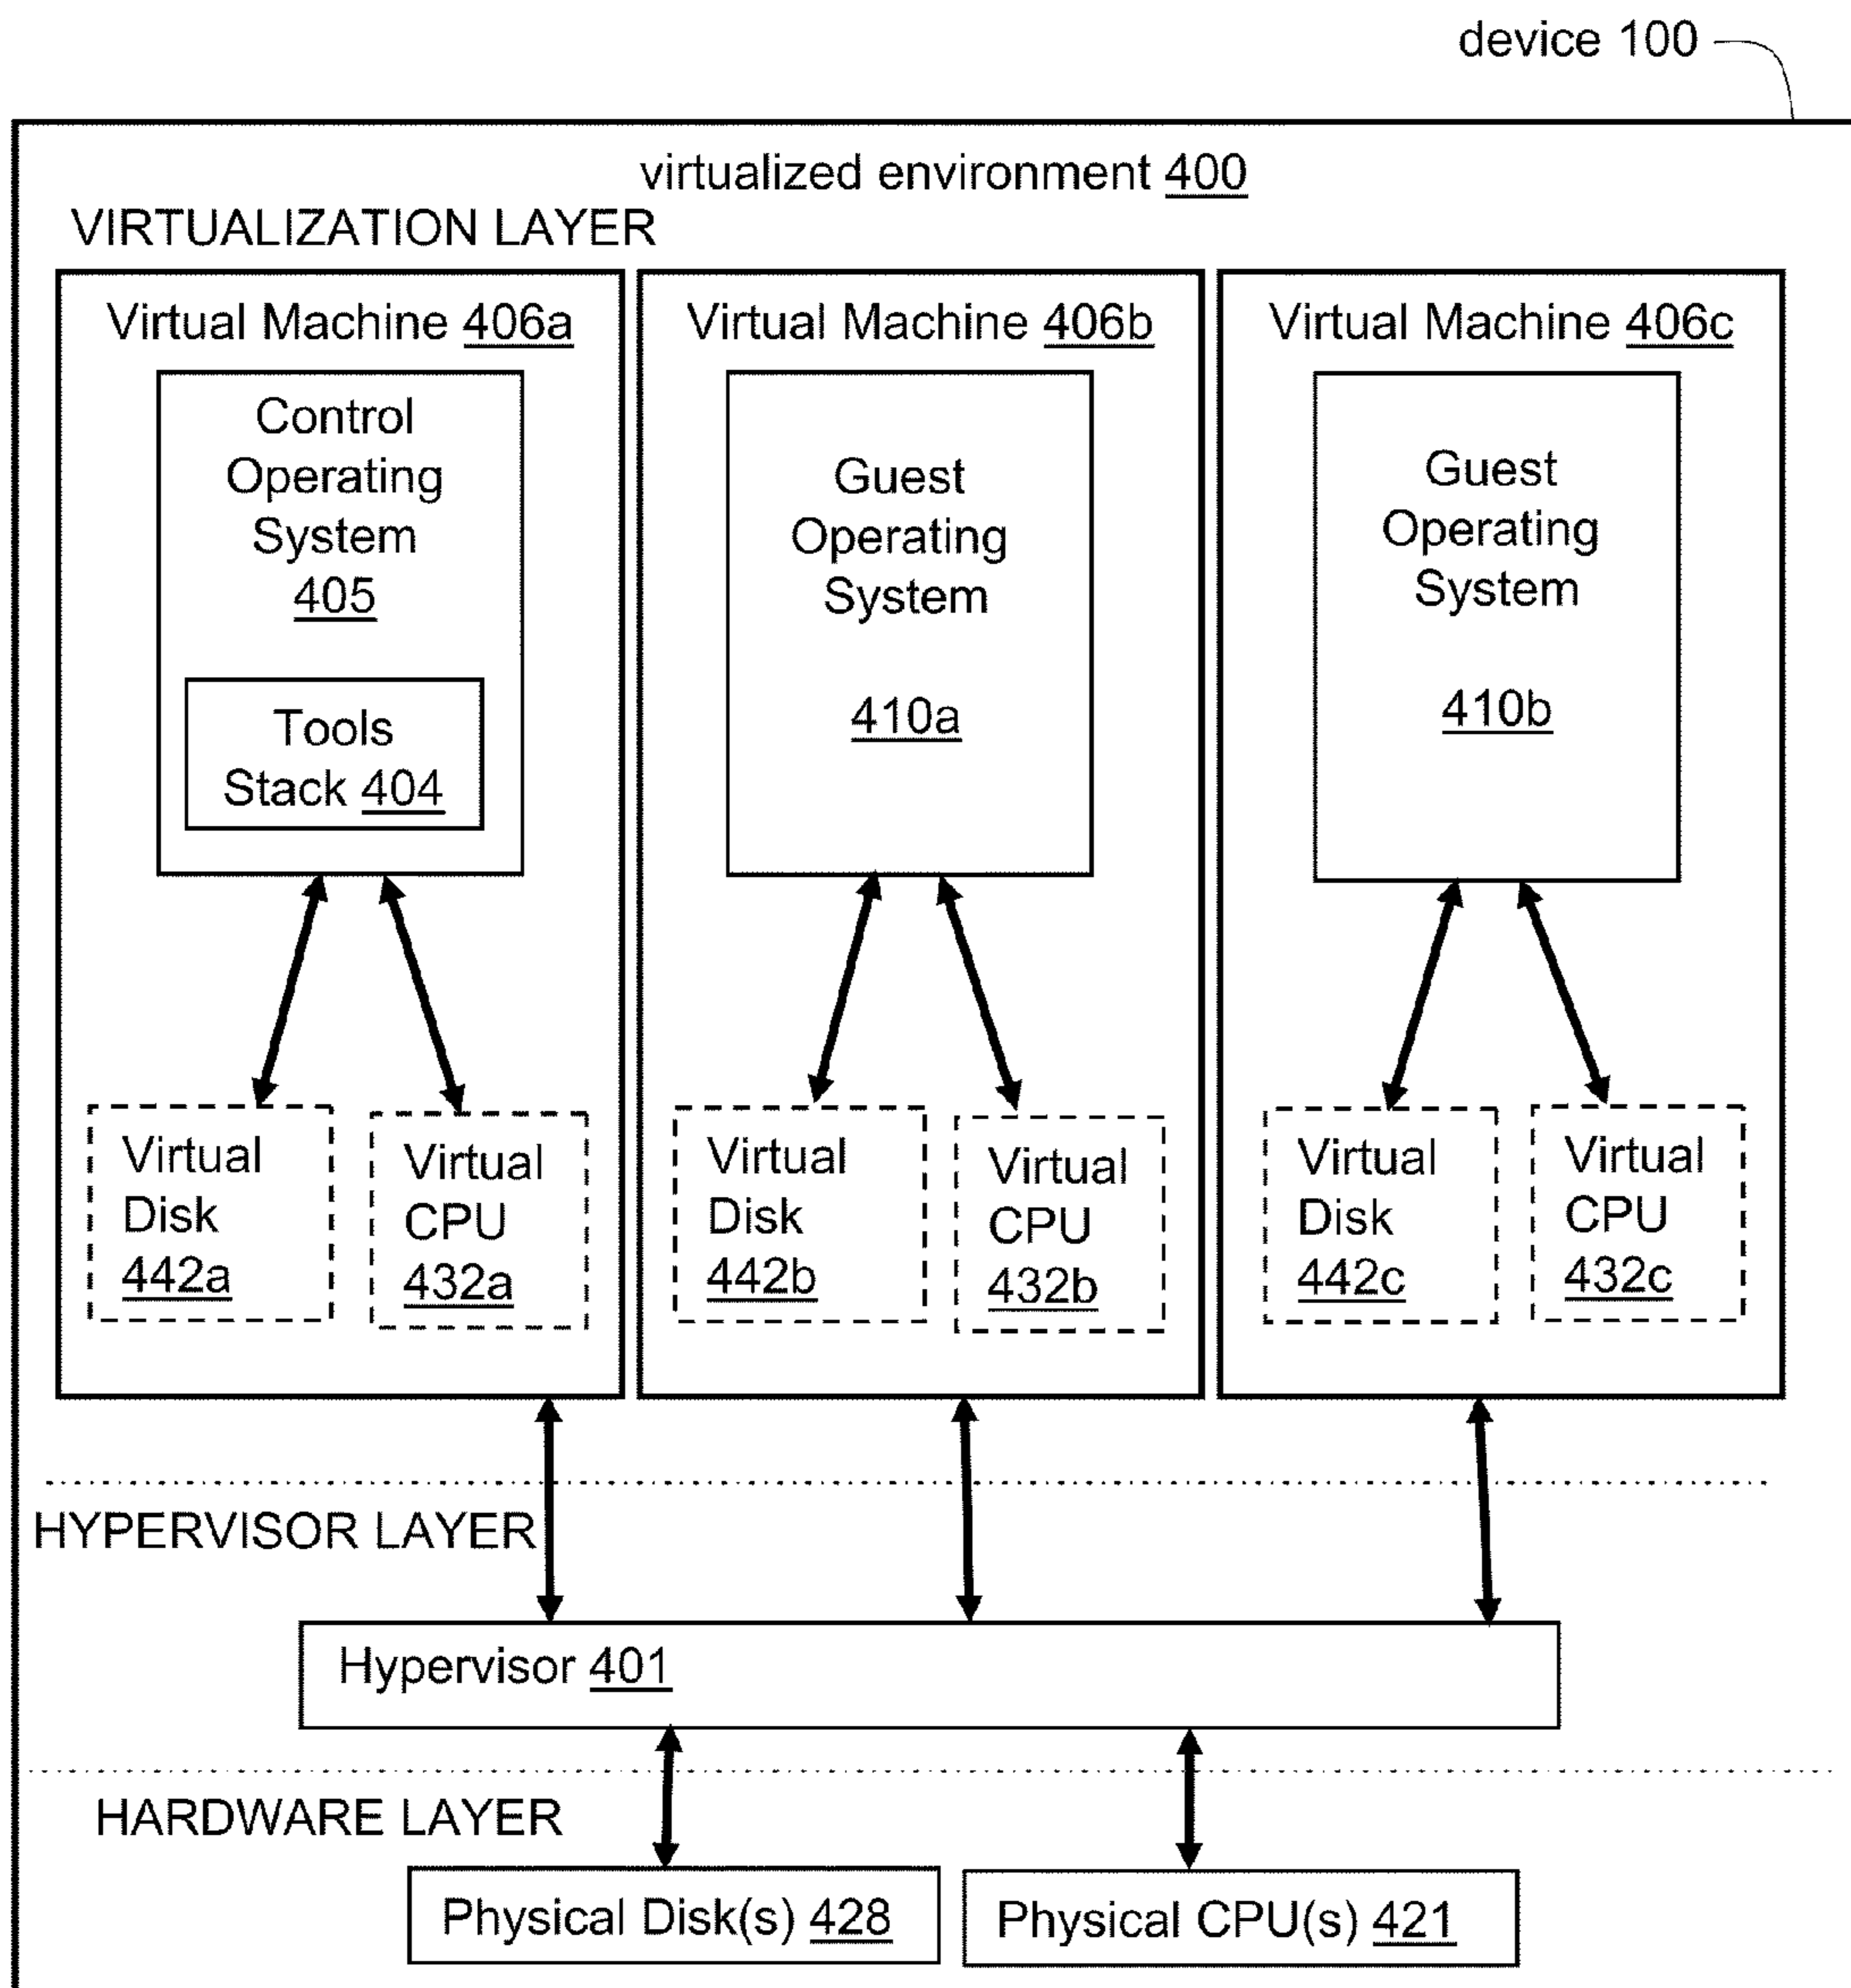 device 100
virtualized environment 400
VIRTUALIZATION LAYER
Virtual Machine 406a
Control
Operating
System
405
Tools
Stack 404
Virtual
Disk
442a
Virtual
CPU
432a
Virtual Machine 406b
Guest
Operating
System
410a
Virtual
Disk
442b
Virtual
CPU
432b
Virtual Machine 406c
Guest
Operating
System
410b
Virtual
Disk
442c
Virtual
CPU
432c
HYPERVISOR LAYER
Hypervisor 401
HARDWARE LAYER
Physical Disk(s) 428
Physical CPU(s) 421